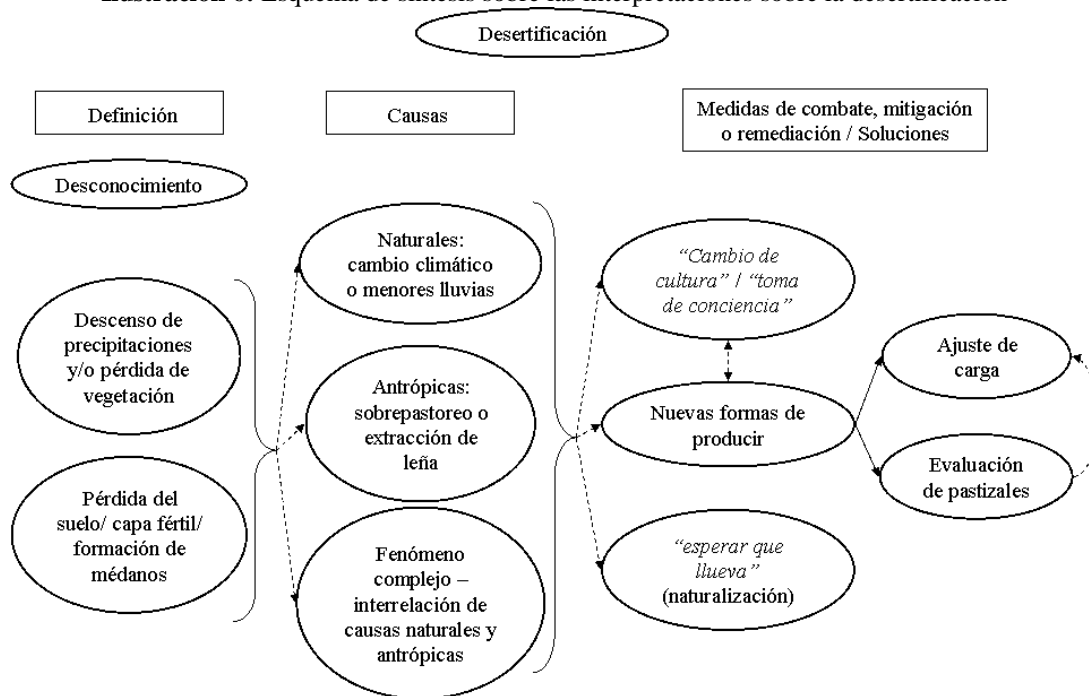 Ilustración 6: Esquema de síntesis sobre las interpretaciones sobre la desertificación
Desertificación
Definición
Causas
Medidas de combate, mitigación
o remediación / Soluciones
Desconocimiento
Descenso de
precipitaciones
y/o pérdida de
vegetación
Pérdida del
suelo/ capa fértil/
formación de
médanos
Naturales:
cambio climático
o menores lluvias
Antrópicas:
sobrepastoreo o
extracción de
leña
Fenómeno
complejo –
interrelación de
causas naturales y
antrópicas
“Cambio de
cultura” / “toma
de conciencia”
Nuevas formas de
producir
“esperar que
llueva”
(naturalización)
Ajuste de
carga
Evaluación
de pastizales